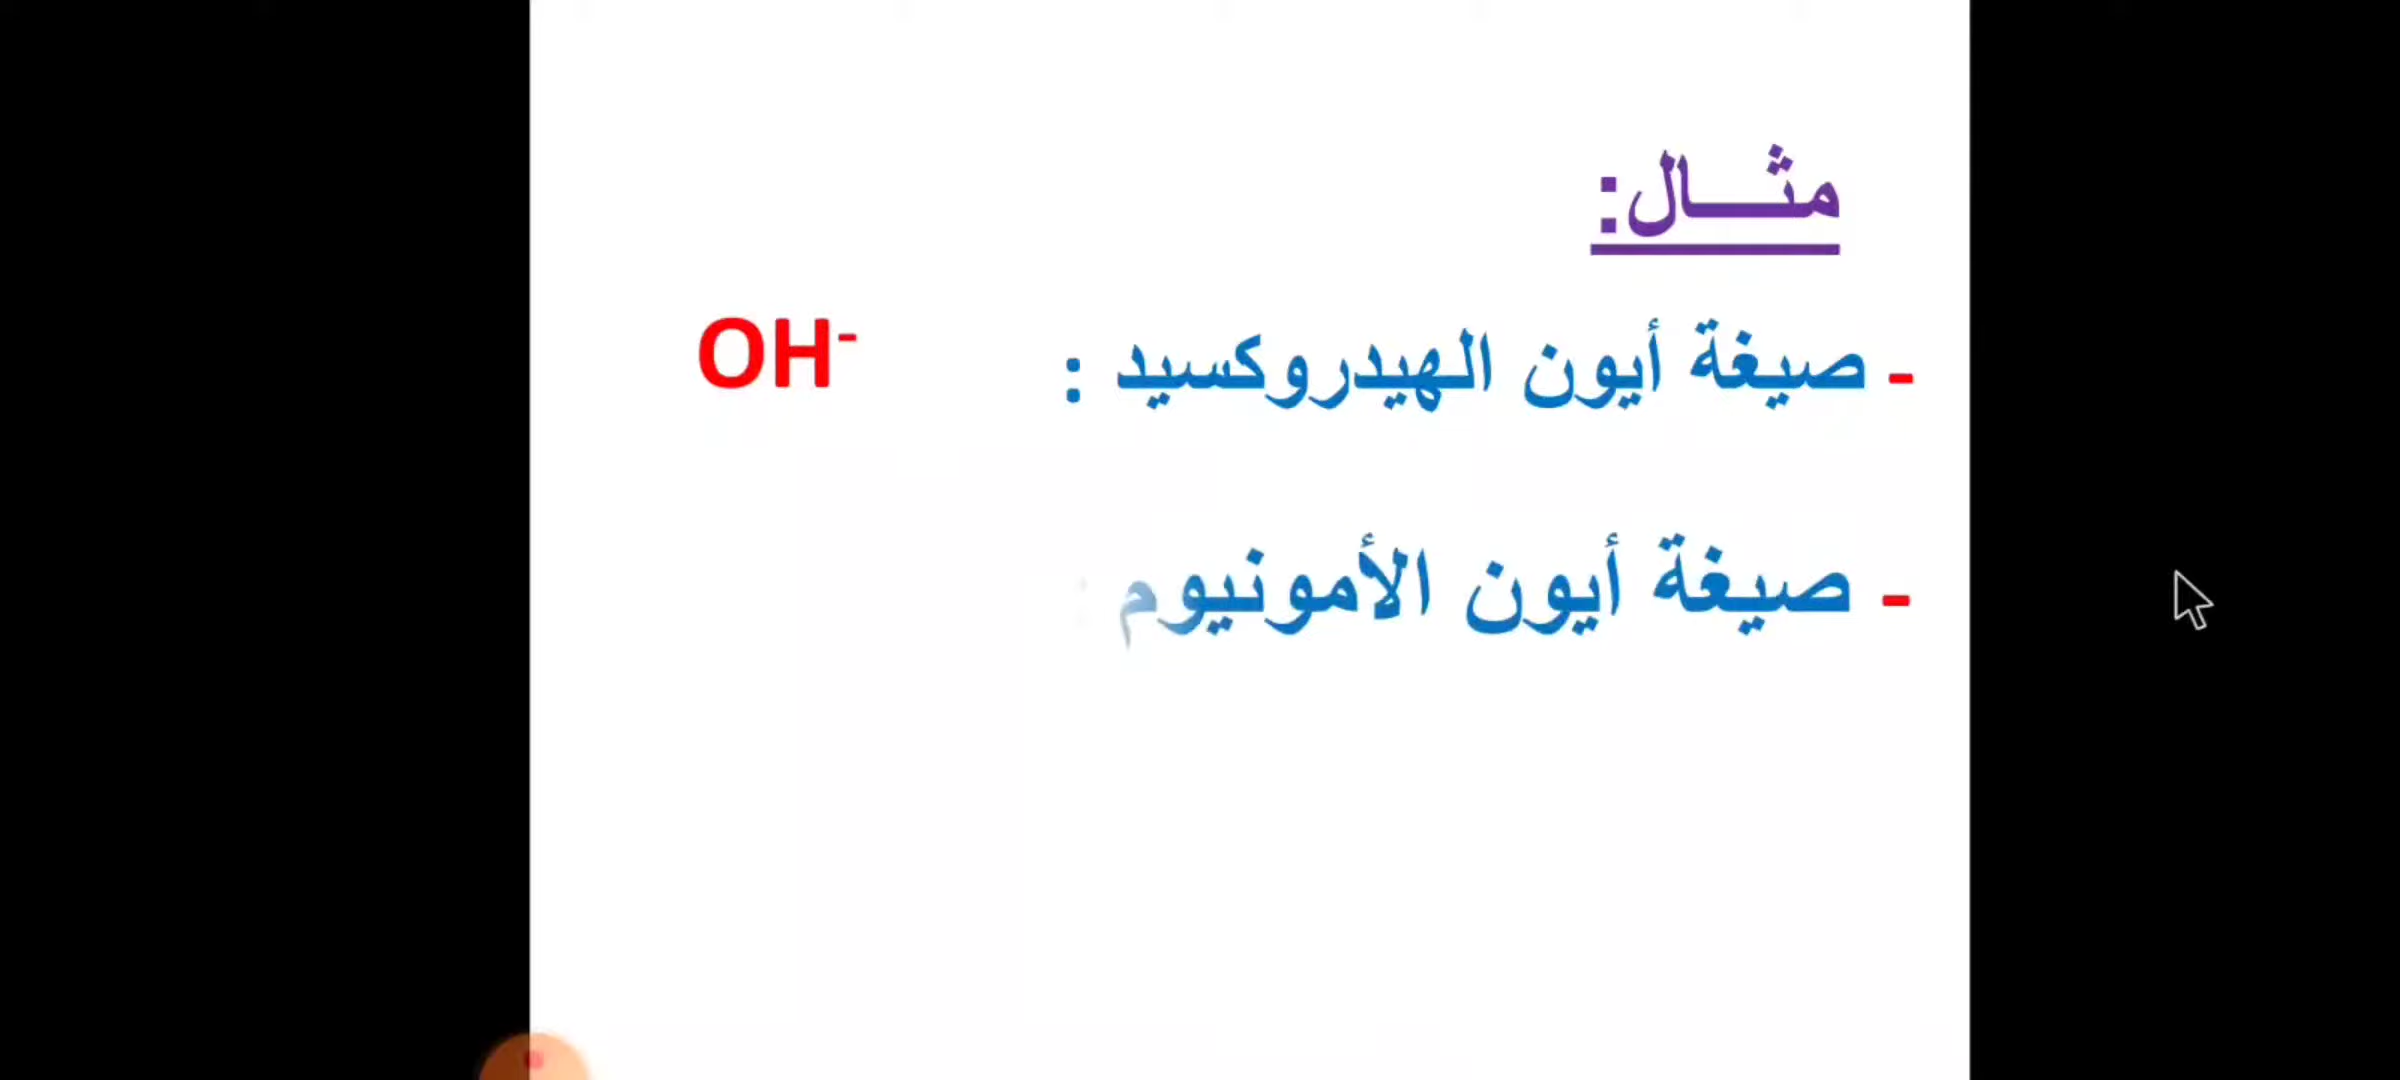 مثـــال:
- صيغة أيون الهيدروكسيد : OH⁻
- صيغة أيون الأمونيوم :